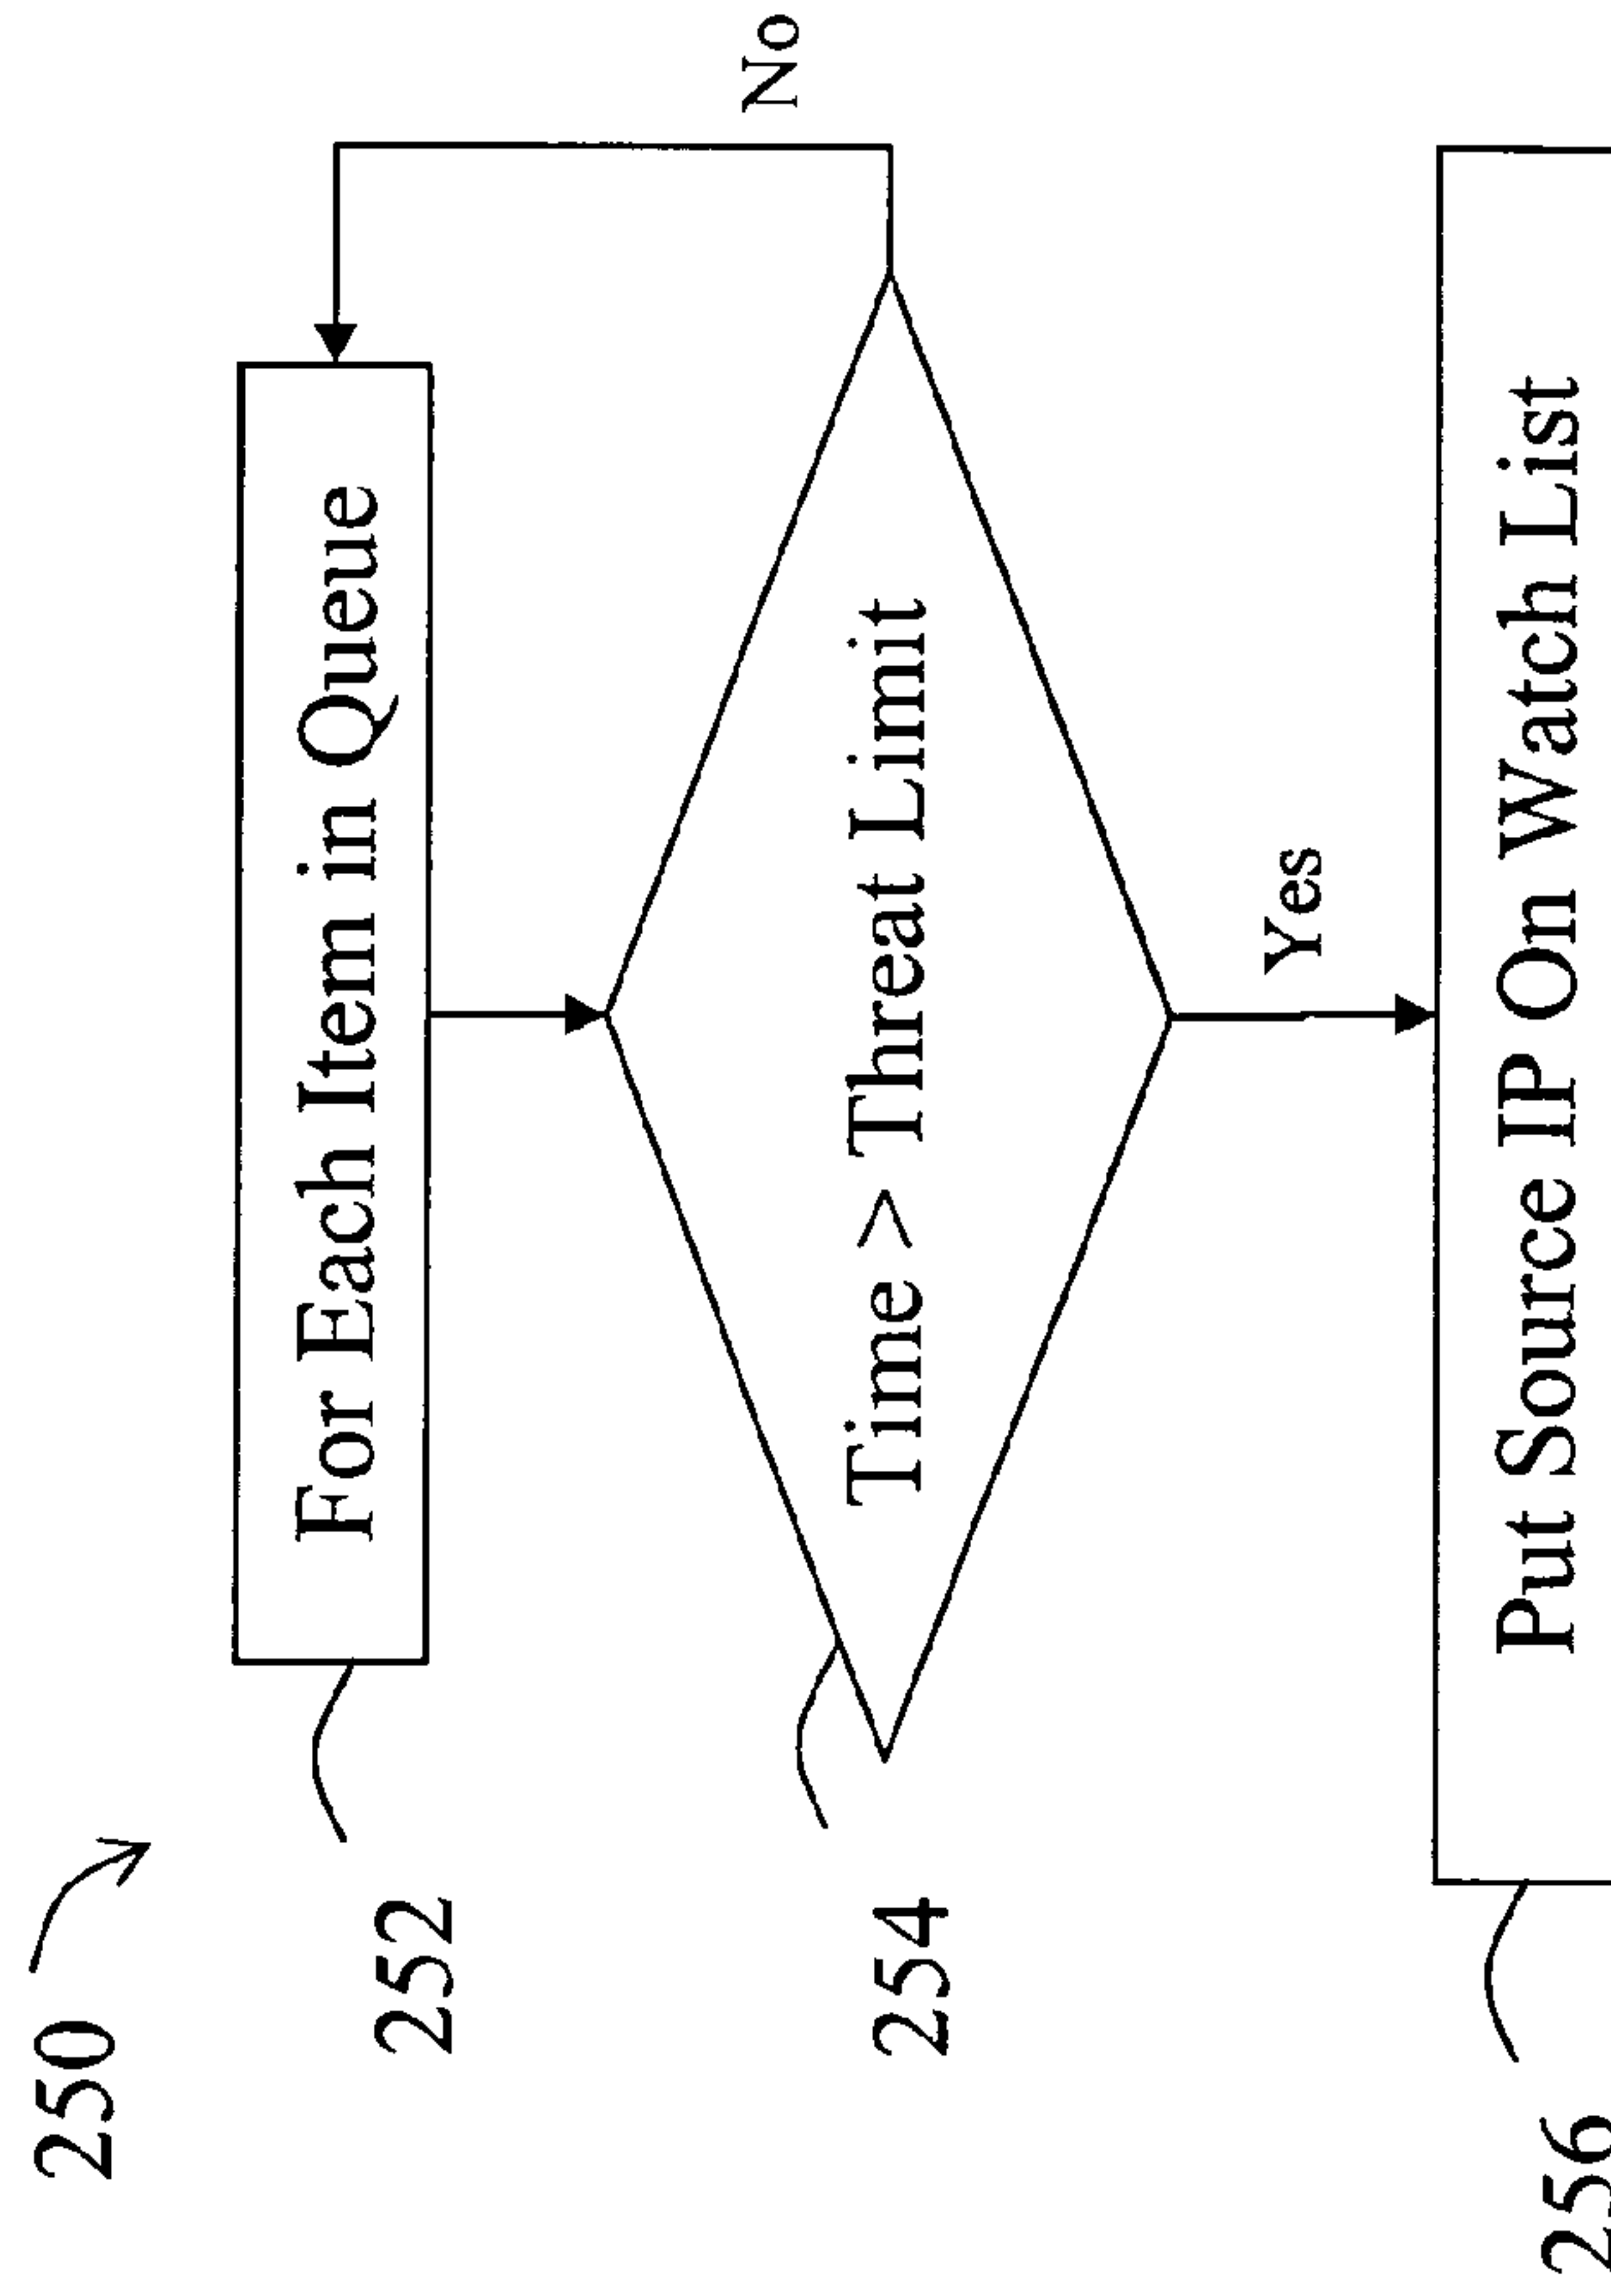 250
252
For Each Item in Queue
No
254
Time > Threat Limit
Yes
256
Put Source IP On Watch List